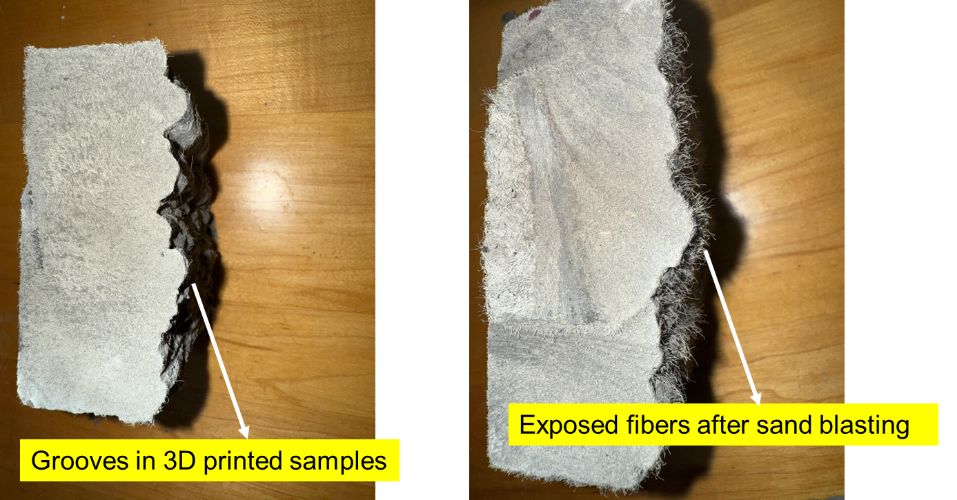 Grooves in 3D printed samples
Exposed fibers after sand blasting